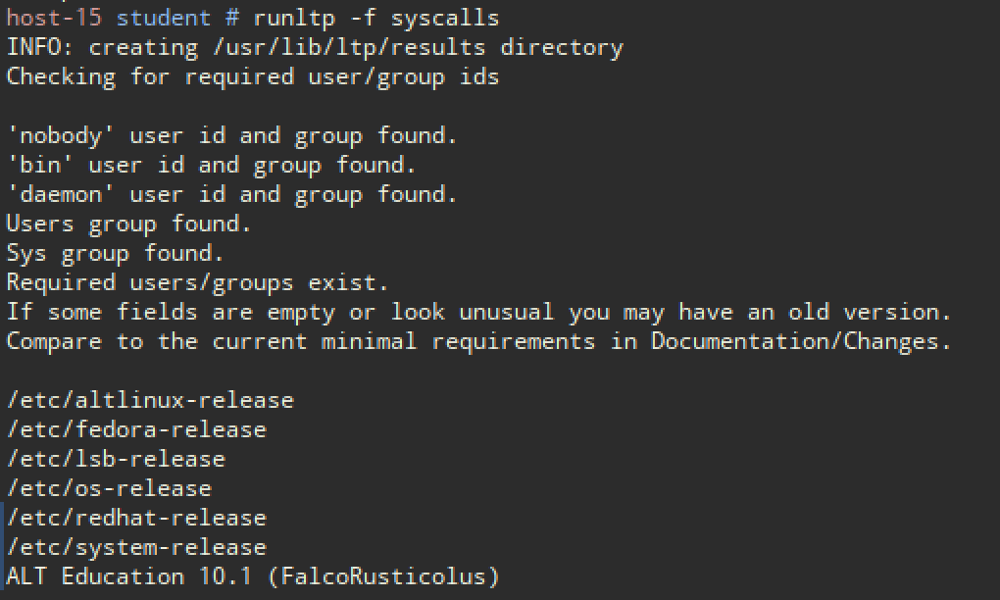 host-15 student # runltp -f syscalls
INFO: creating /usr/lib/ltp/results directory
Checking for required user/group ids
'nobody' user id and group found.
'bin' user id and group found.
'daemon' user id and group found.
Users group found.
Sys group found.
Required users/groups exist.
If some fields are empty or look unusual you may have an old version.
Compare to the current minimal requirements in Documentation/Changes.
/etc/altlinux-release
/etc/fedora-release
/etc/lsb-release
/etc/os-release
/etc/redhat-release
/etc/system-release
ALT Education 10.1 (FalcoRusticolus)